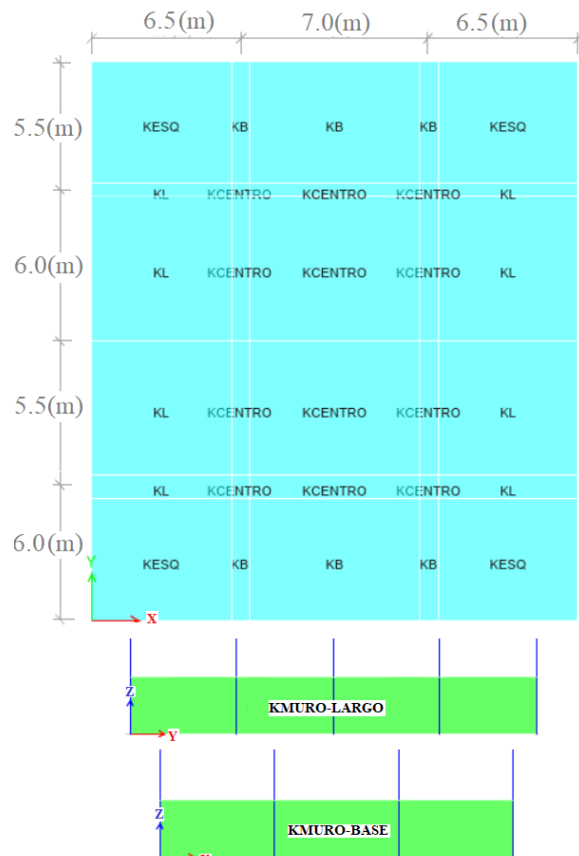 6.5(m) 7.0(m) 6.5(m)
5.5(m) KESQ KB KB KB KESQ
KL KCENTRO KCENTRO KCENTRO KL
6.0(m) KL KCENTRO KCENTRO KCENTRO KL
5.5(m) KL KCENTRO KCENTRO KCENTRO KL
KL KCENTRO KCENTRO KCENTRO KL
6.0(m) KESQ KB KB KB KESQ
Y
X
Z KMURO-LARGO
Y
Z KMURO-BASE